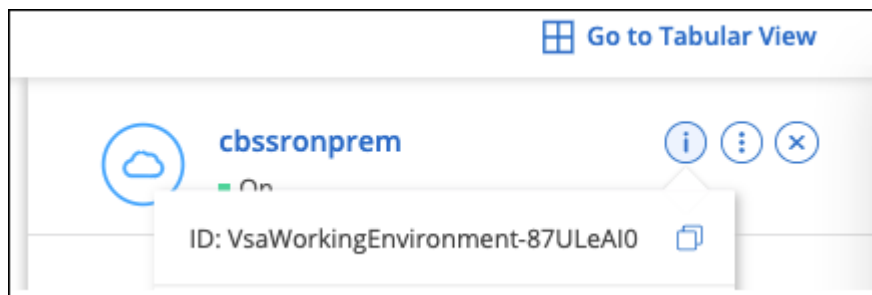 Go to Tabular View
cbssronprem
On
ID: VsaWorkingEnvironment-87ULeAI0